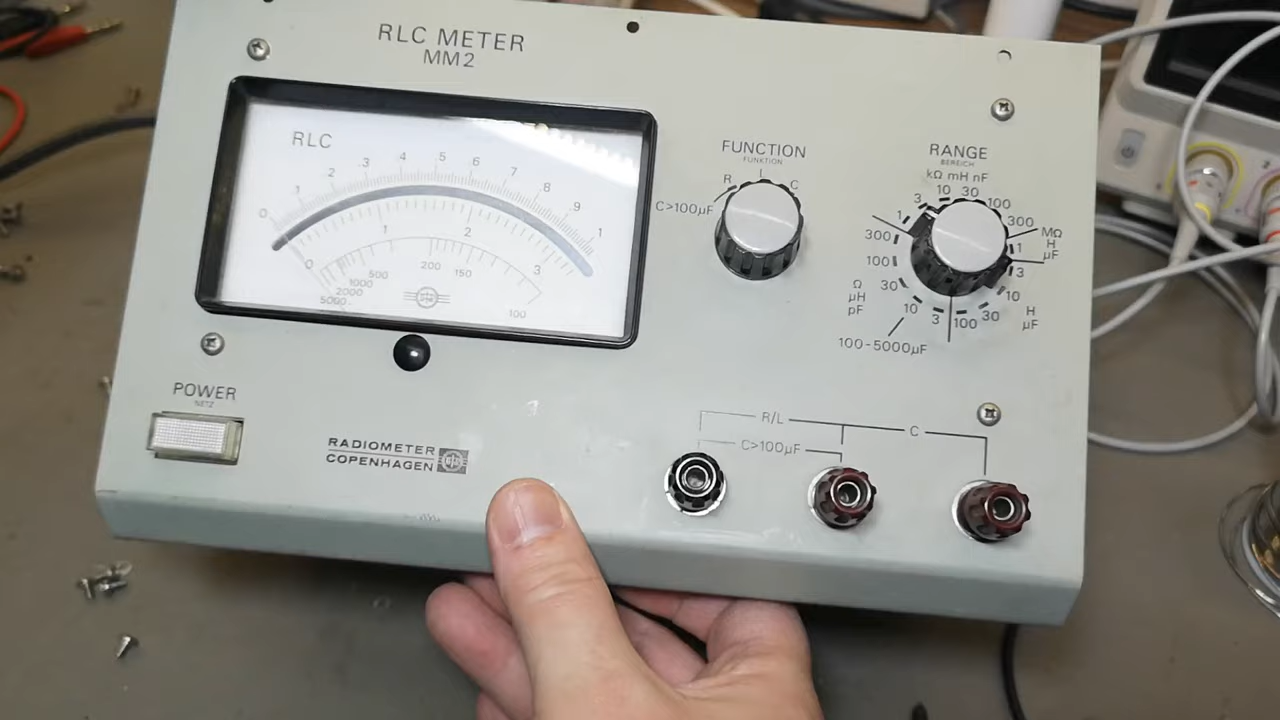 RLC METER
MM2
RLC
0 .1 .2 .3 .4 .5 .6 .7 .8 .9 1
0 1 2 3
5000 2000 1000 500 200 150 100
FUNCTION
FUNKTION
R L C
C>100µF
RANGE
BEREICH
kΩ mH nF
1 3 10 30 100 300
MΩ
H
µF
1 3 10 30 100
H
µF
300 100 30 10 3
Ω
µH
pF
100-5000µF
POWER
NETZ
RADIOMETER
COPENHAGEN
R/L
C
C>100µF
2